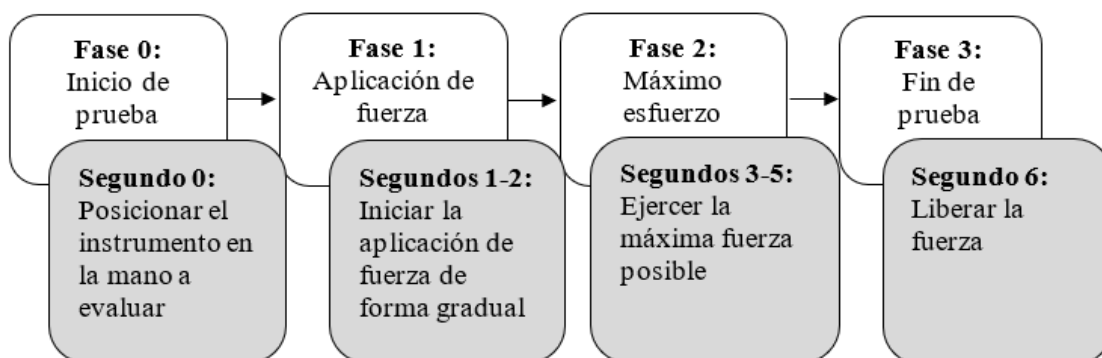 Fase 0:
Inicio de
prueba
Segundo 0:
Posicionar el
instrumento en
la mano a
evaluar
Fase 1:
Aplicación de
fuerza
Segundos 1-2:
Iniciar la
aplicación de
fuerza de
forma gradual
Fase 2:
Máximo
esfuerzo
Segundos 3-5:
Ejercer la
máxima fuerza
posible
Fase 3:
Fin de
prueba
Segundo 6:
Liberar la
fuerza